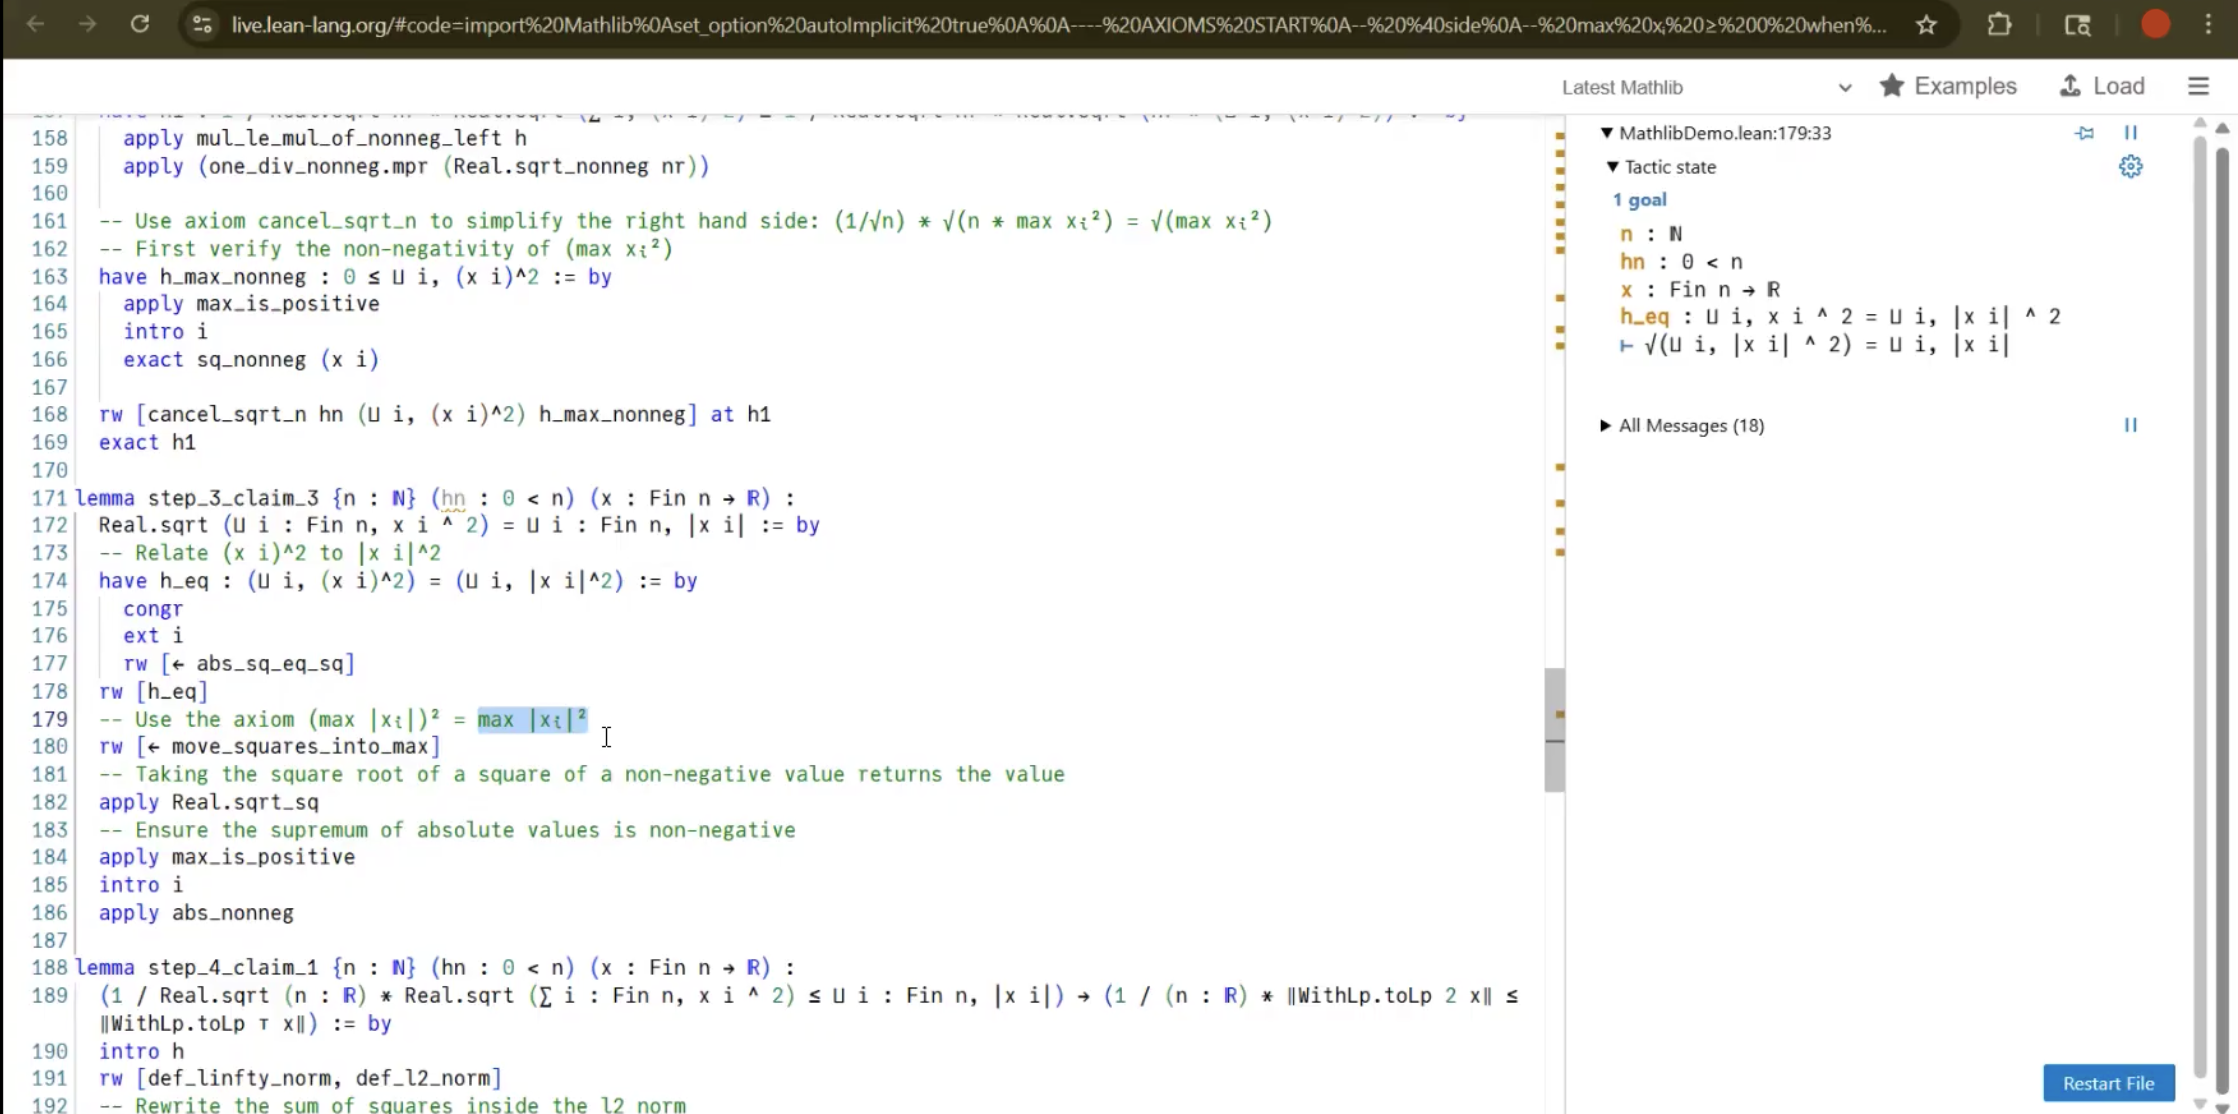 live.lean-lang.org/#code=import%20Mathlib%0Aset_option%20autoImplicit%20true%0A%0A----%20AXIOMS%20START%0A--%20%40side%0A--%20max%20xᵢ%20≥%200%20when%...
Latest Mathlib
Examples
Load
158 apply mul_le_mul_of_nonneg_left h
159 apply (one_div_nonneg.mpr (Real.sqrt_nonneg nr))
160
161 -- Use axiom cancel_sqrt_n to simplify the right hand side: (1/√n) * √(n * max xᵢ²) = √(max xᵢ²)
162 -- First verify the non-negativity of (max xᵢ²)
163 have h_max_nonneg : 0 ≤ ⨆ i, (x i)^2 := by
164 apply max_is_positive
165 intro i
166 exact sq_nonneg (x i)
167
168 rw [cancel_sqrt_n hn (⨆ i, (x i)^2) h_max_nonneg] at h1
169 exact h1
170
171 lemma step_3_claim_3 {n : ℕ} (hn : 0 < n) (x : Fin n → ℝ) :
172 Real.sqrt (⨆ i : Fin n, x i ^ 2) = ⨆ i : Fin n, |x i| := by
173 -- Relate (x i)^2 to |x i|^2
174 have h_eq : (⨆ i, (x i)^2) = (⨆ i, |x i|^2) := by
175 congr
176 ext i
177 rw [← abs_sq_eq_sq]
178 rw [h_eq]
179 -- Use the axiom (max |xᵢ|)² = max |xᵢ|²
180 rw [← move_squares_into_max]
181 -- Taking the square root of a square of a non-negative value returns the value
182 apply Real.sqrt_sq
183 -- Ensure the supremum of absolute values is non-negative
184 apply max_is_positive
185 intro i
186 apply abs_nonneg
187
188 lemma step_4_claim_1 {n : ℕ} (hn : 0 < n) (x : Fin n → ℝ) :
189 (1 / Real.sqrt (n : ℝ) * Real.sqrt (∑ i : Fin n, x i ^ 2) ≤ ⨆ i : Fin n, |x i|) → (1 / (n : ℝ) * ‖WithLp.toLp 2 x‖ ≤
‖WithLp.toLp ⊤ x‖) := by
190 intro h
191 rw [def_linfty_norm, def_l2_norm]
192 -- Rewrite the sum of squares inside the l2 norm
▼ MathlibDemo.lean:179:33
▼ Tactic state
1 goal
n : ℕ
hn : 0 < n
x : Fin n → ℝ
h_eq : ⨆ i, x i ^ 2 = ⨆ i, |x i| ^ 2
⊢ √(⨆ i, |x i| ^ 2) = ⨆ i, |x i|
▶ All Messages (18)
Restart File